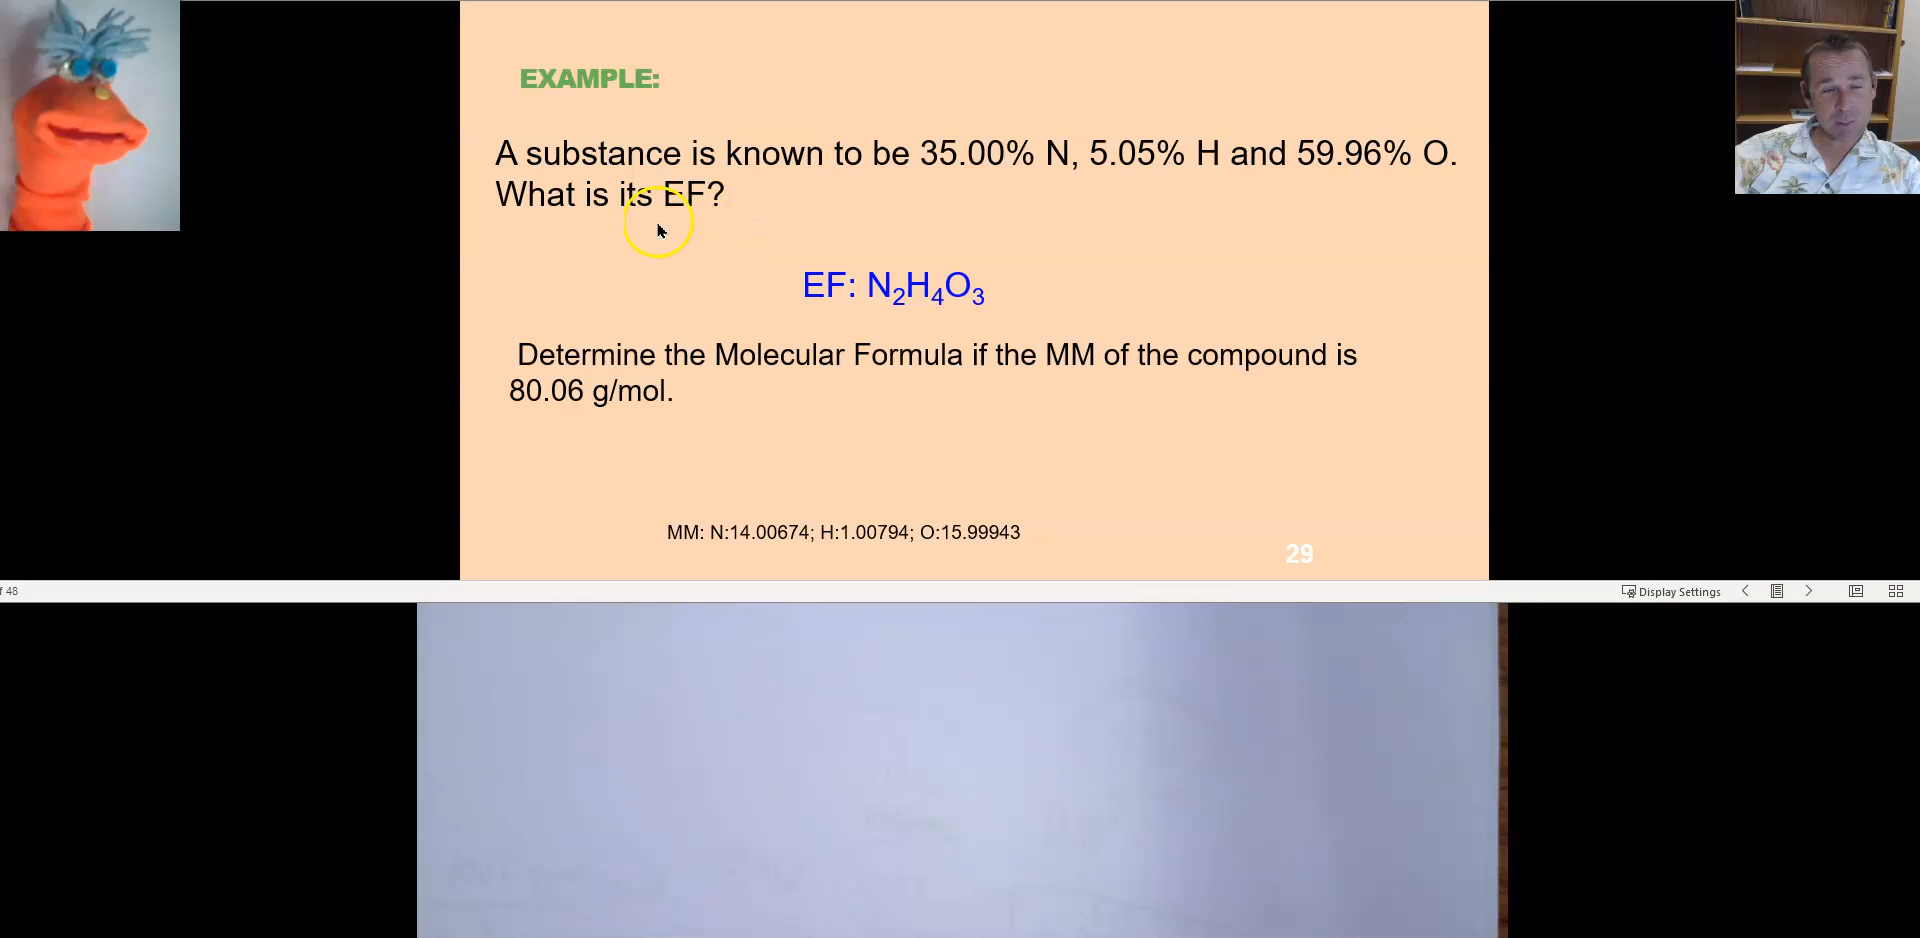 EXAMPLE:
A substance is known to be 35.00% N, 5.05% H and 59.96% O.
What is its EF?
EF: N₂H₄O₃
Determine the Molecular Formula if the MM of the compound is
80.06 g/mol.
MM: N:14.00674; H:1.00794; O:15.99943
29
f 48
Display Settings